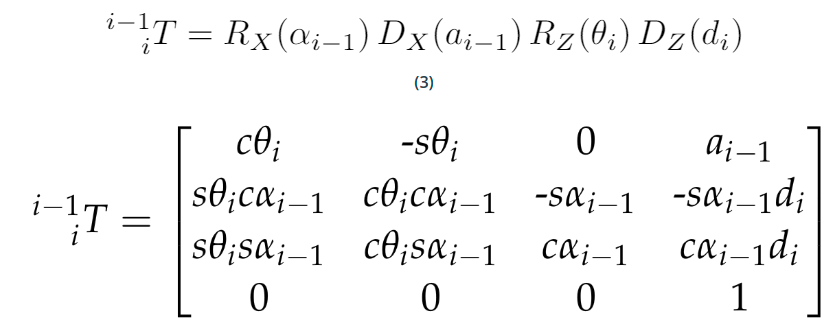 ⁱ⁻¹ᵢT = R_X(α_{i−1}) D_X(a_{i−1}) R_Z(θ_i) D_Z(d_i)
(3)
ⁱ⁻¹ᵢT =
cθ_i -sθ_i 0 a_{i−1}
sθ_icα_{i−1} cθ_icα_{i−1} -sα_{i−1} -sα_{i−1}d_i
sθ_isα_{i−1} cθ_isα_{i−1} cα_{i−1} cα_{i−1}d_i
0 0 0 1